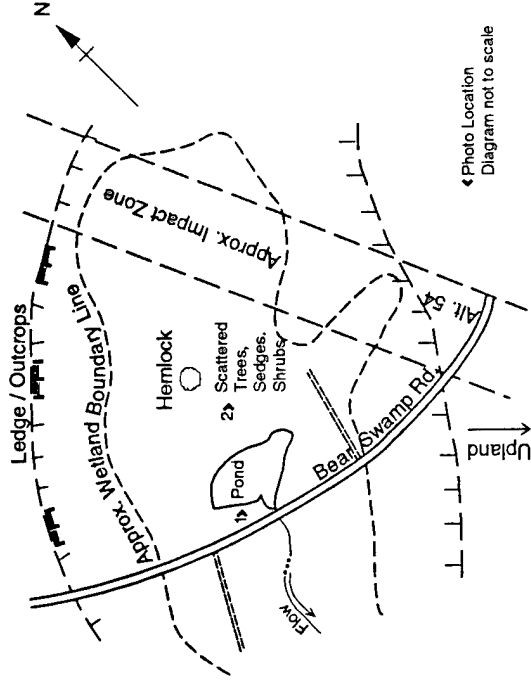 N
Ledge / Outcrops
Approx. Wetland Boundary Line
Approx. Impact Zone
Hemlock
2 Scattered
Trees,
Sedges.
Shrubs
1 Pond
Bear Swamp Rd.
Alt. 54
Flow
Upland
Photo Location
Diagram not to scale